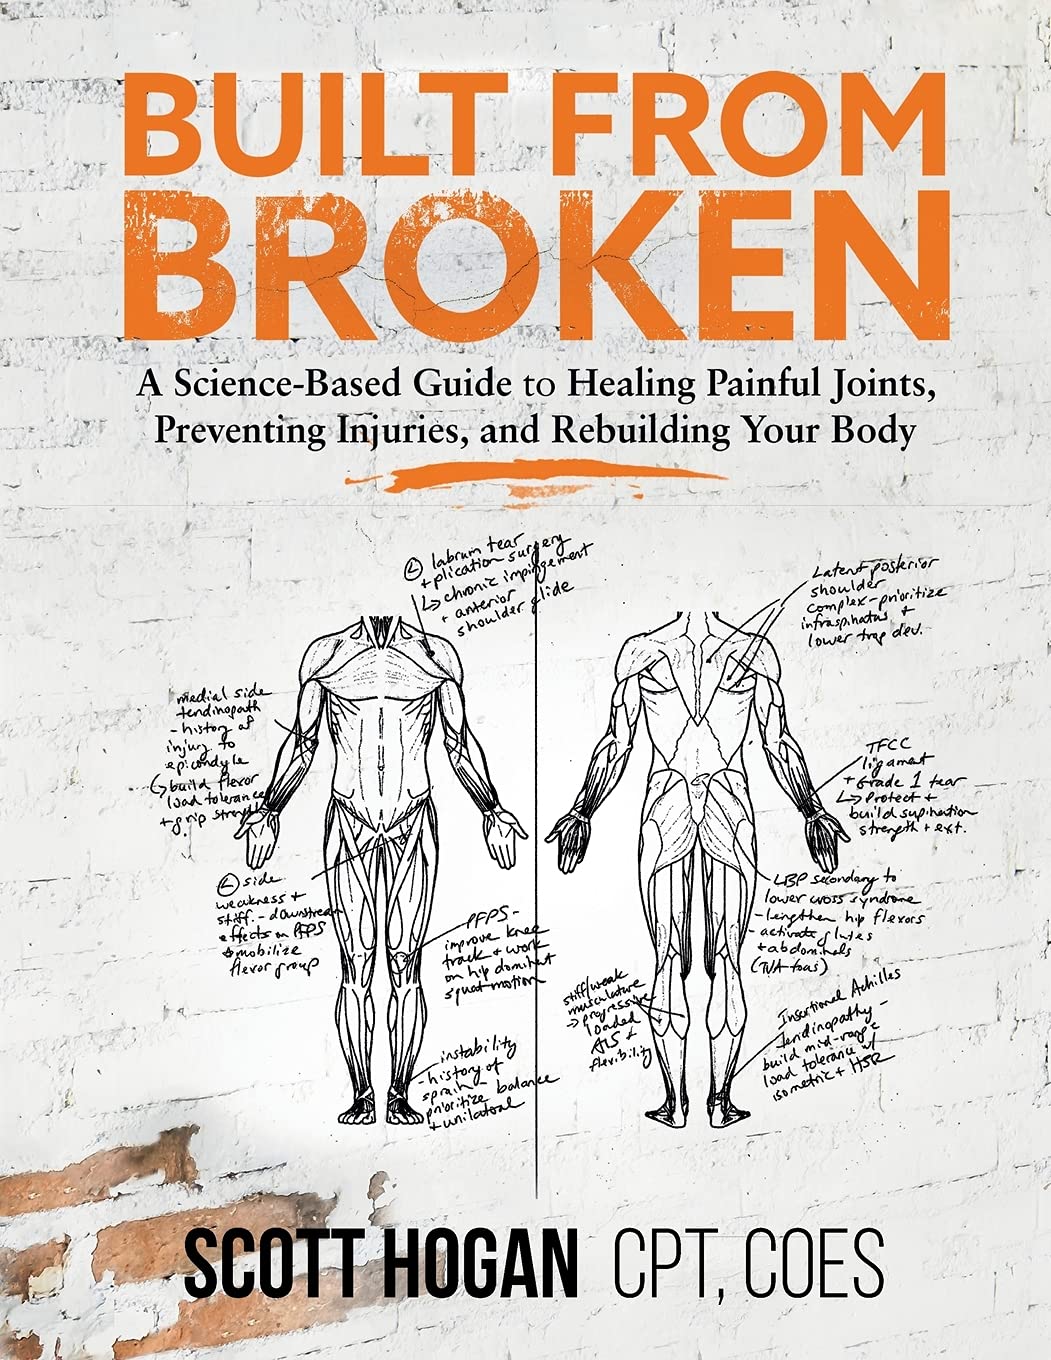 BUILT FROM
BROKEN
A Science-Based Guide to Healing Painful Joints,
Preventing Injuries, and Rebuilding Your Body
Ⓛ labrum tear
+ plication surgery
↳ chronic impingement
+ anterior
shoulder glide
Latent posterior
shoulder
complex-prioritize
infraspinatus +
lower trap dev.
medial side
tendinopath
- history of
injury to
epicondyle
↳ build flexor
load tolerance
+ grip strength
TFCC
ligament
+ Grade 1 tear
↳ Protect +
build supination
strength + ext.
Ⓛ side
weakness +
stiff. - downstream
effects on PFPS
+ mobilize
flexor group
PFPS -
improve knee
track + work
on hip dominant
squat motion
LBP secondary to
lower cross syndrome
- lengthen hip flexors
- activate glutes
+ abdominals
(TVA focus)
stiff/weak
musculature
→ progressive
loaded
+
flexibility
Insertional Achilles
tendinopathy -
build mid-range
load tolerance w/
isometric + HSR
instability
- history of
sprain -
prioritize balance
+ unilateral
SCOTT HOGAN CPT, COES